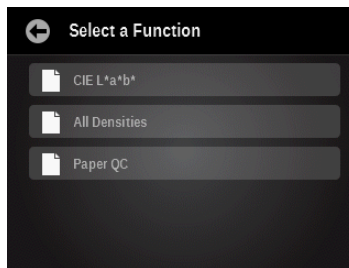 Select a Function
CIE L*a*b*
All Densities
Paper QC